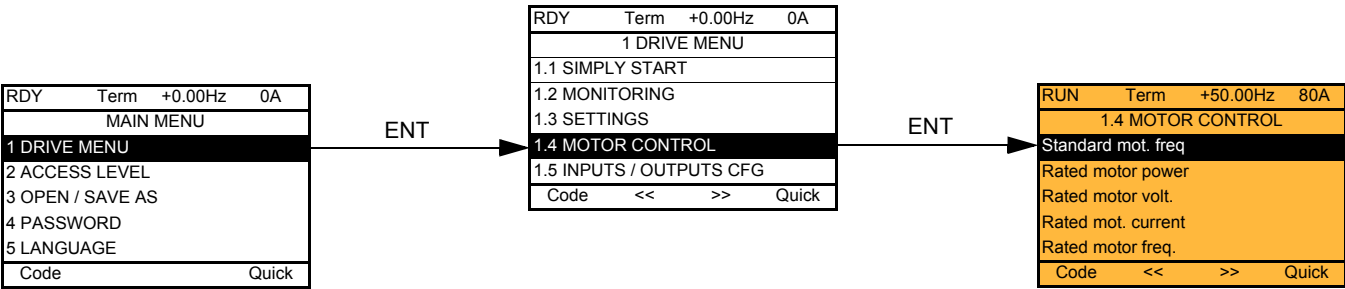 RDY Term +0.00Hz 0A
MAIN MENU
1 DRIVE MENU
2 ACCESS LEVEL
3 OPEN / SAVE AS
4 PASSWORD
5 LANGUAGE
Code Quick
ENT
RDY Term +0.00Hz 0A
1 DRIVE MENU
1.1 SIMPLY START
1.2 MONITORING
1.3 SETTINGS
1.4 MOTOR CONTROL
1.5 INPUTS / OUTPUTS CFG
Code << >> Quick
ENT
RUN Term +50.00Hz 80A
1.4 MOTOR CONTROL
Standard mot. freq
Rated motor power
Rated motor volt.
Rated mot. current
Rated motor freq.
Code << >> Quick